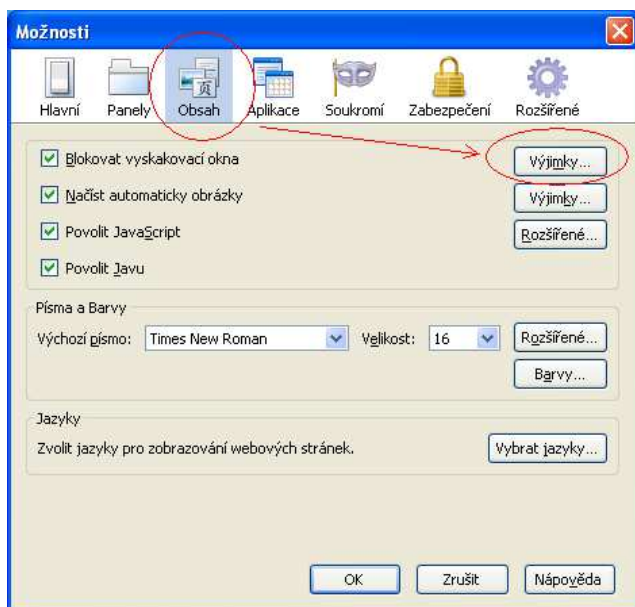 Možnosti
Hlavní Panely Obsah Aplikace Soukromí Zabezpečení Rozšířené
Blokovat vyskakovací okna Výjimky...
Načíst automaticky obrázky Výjimky...
Povolit JavaScript Rozšířené...
Povolit Javu
Písma a Barvy
Výchozí písmo: Times New Roman Velikost: 16 Rozšířené...
Barvy...
Jazyky
Zvolit jazyky pro zobrazování webových stránek. Vybrat jazyky...
OK Zrušit Nápověda